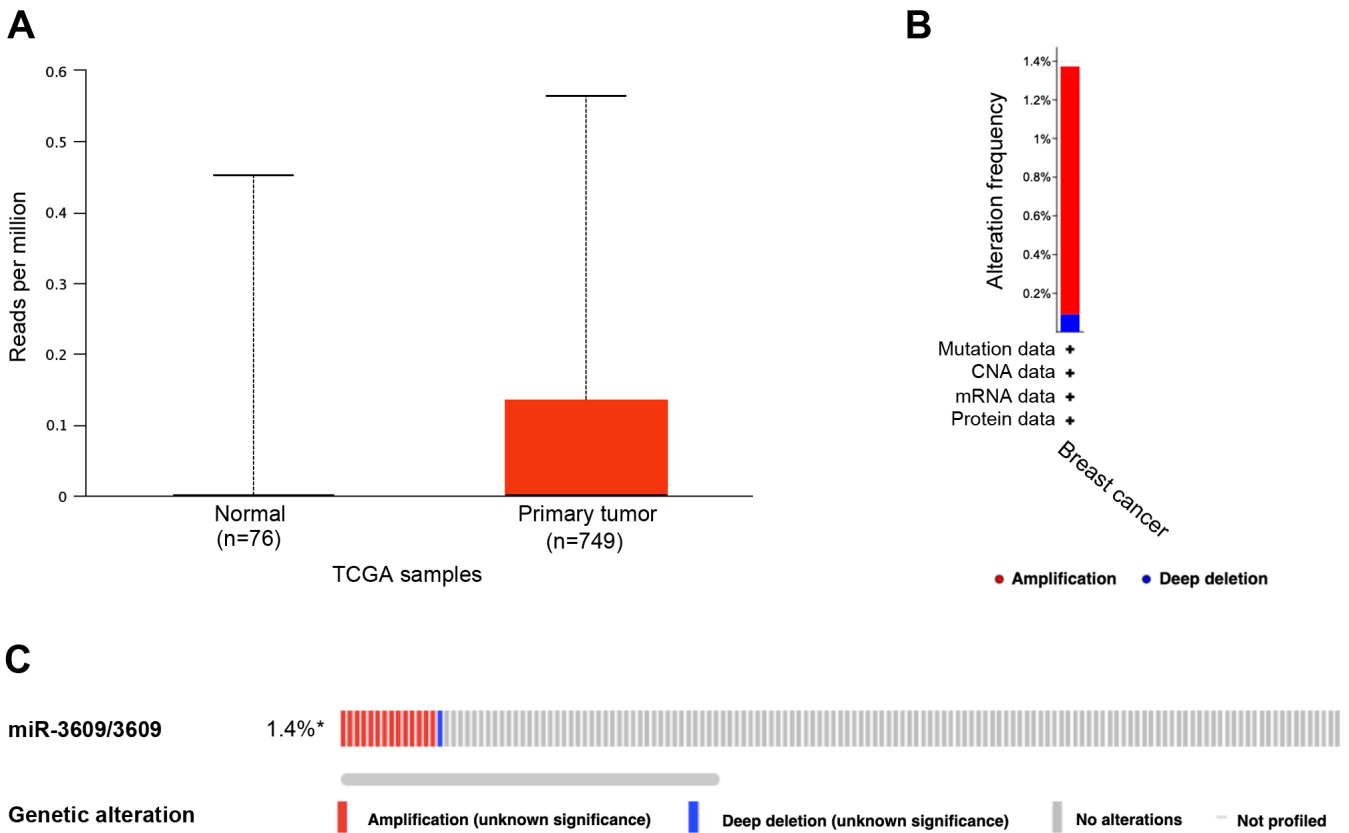 A
0.6
0.5
0.4
0.3
0.2
0.1
0
Reads per million
Normal
(n=76)
Primary tumor
(n=749)
TCGA samples
B
1.4%
1.2%
1%
0.8%
0.6%
0.4%
0.2%
Alteration frequency
Mutation data +
CNA data +
mRNA data +
Protein data +
Breast cancer
Amplification
Deep deletion
C
miR-3609/3609 1.4%*
Genetic alteration
Amplification (unknown significance)
Deep deletion (unknown significance)
No alterations
Not profiled